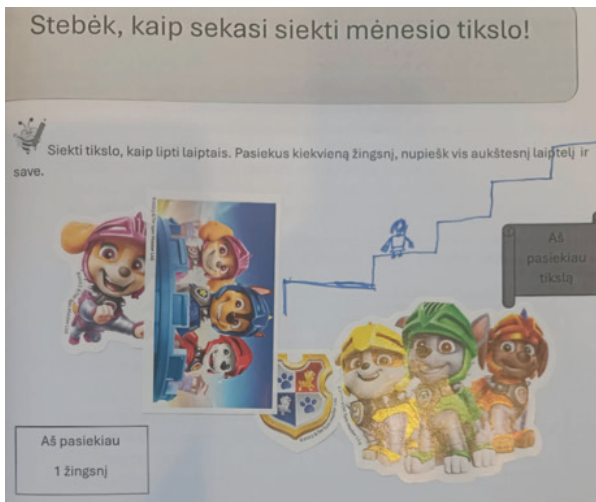 Stebėk, kaip sekasi siekti mėnesio tikslo!
Siekti tikslo, kaip lipti laiptais. Pasiekus kiekvieną žingsnį, nupiešk vis aukštesnį laiptelį ir
save.
Aš
pasiekiau
tikslą
Aš pasiekiau
1 žingsnį